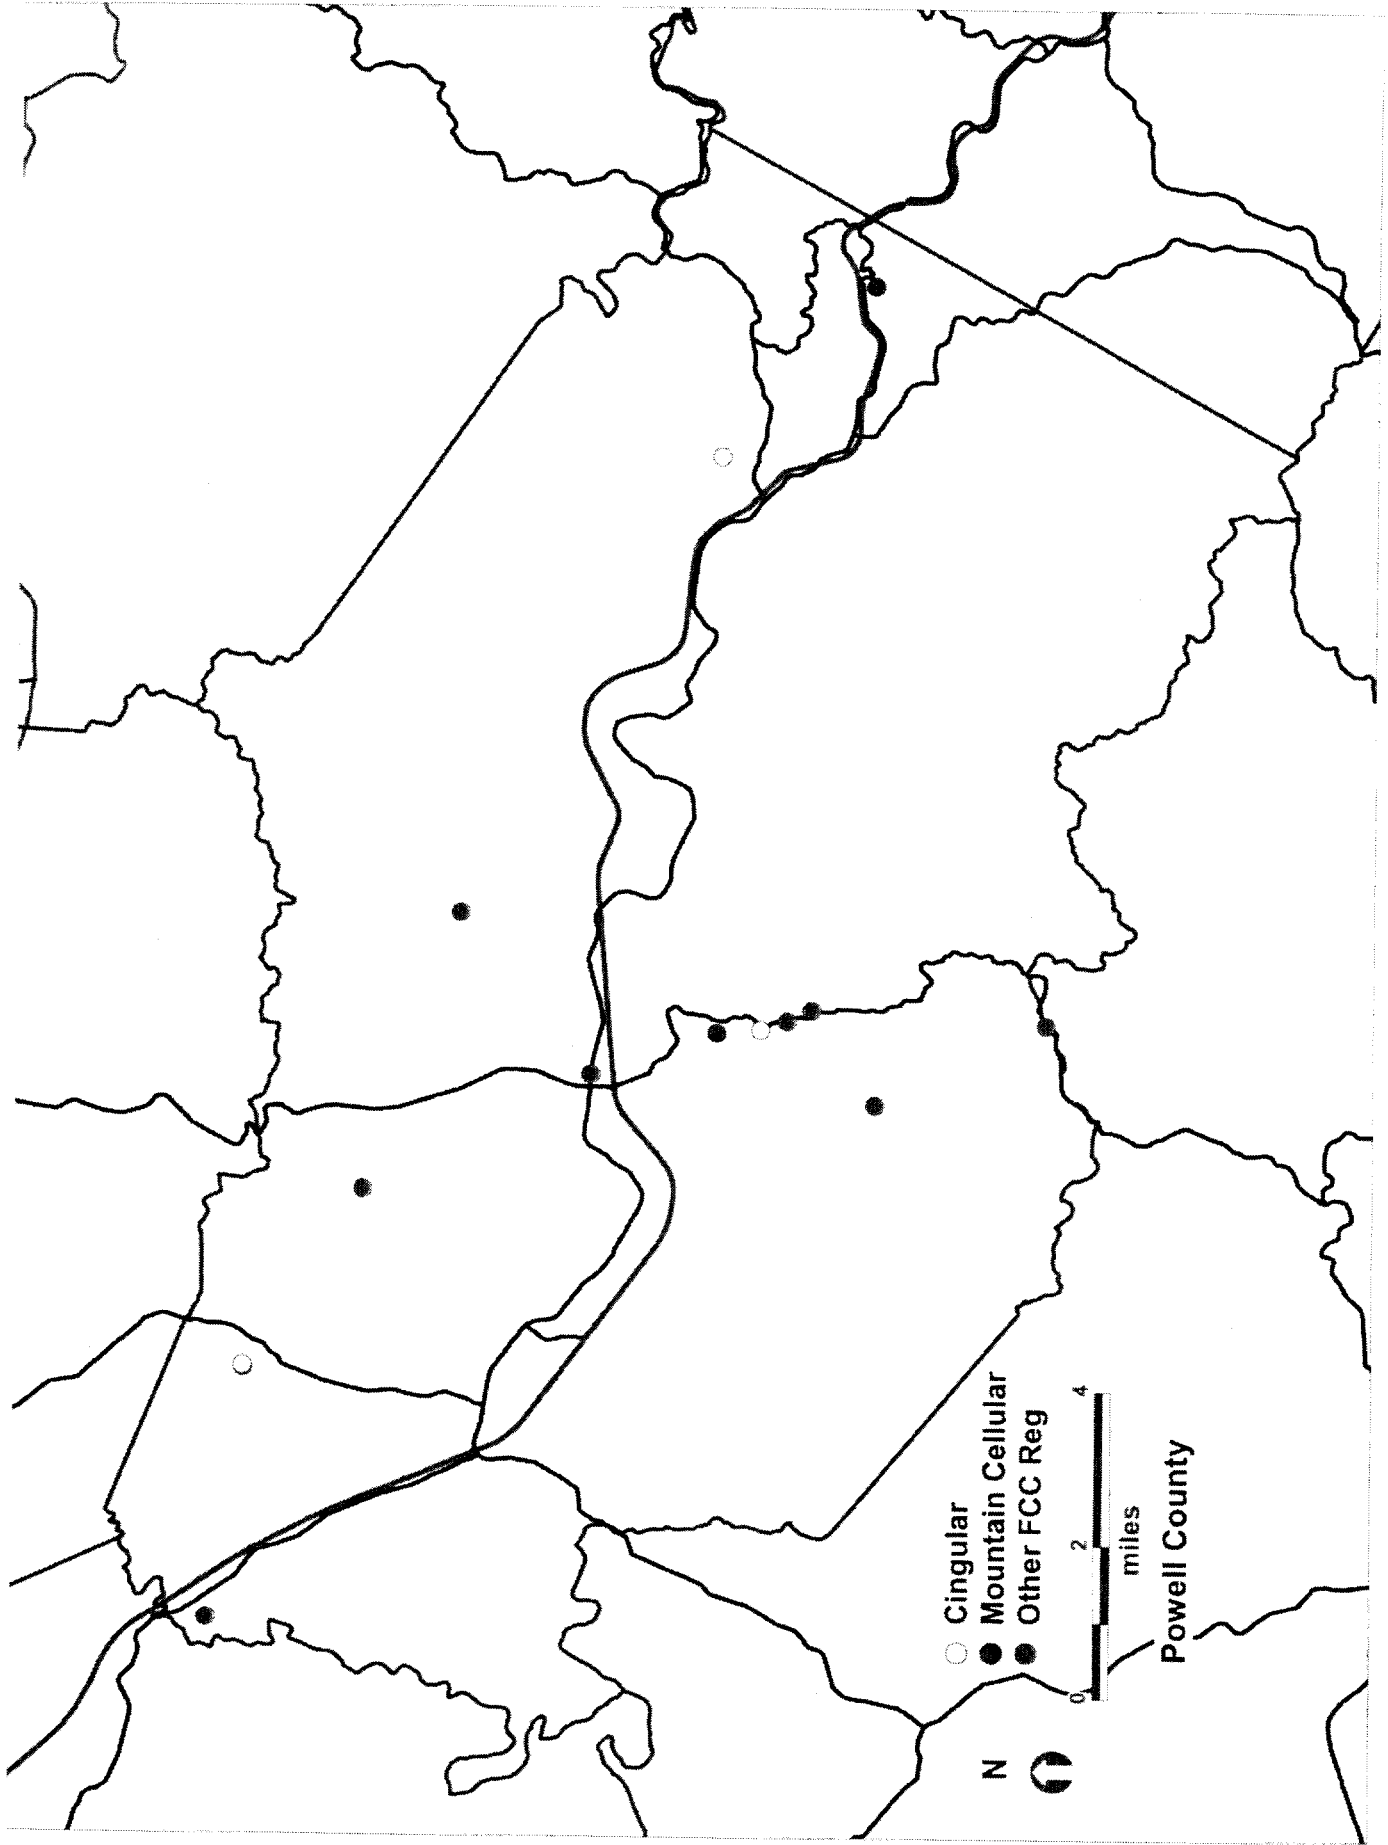 Cingular
Mountain Cellular
Other FCC Reg
0 2 4
miles
Powell County
N